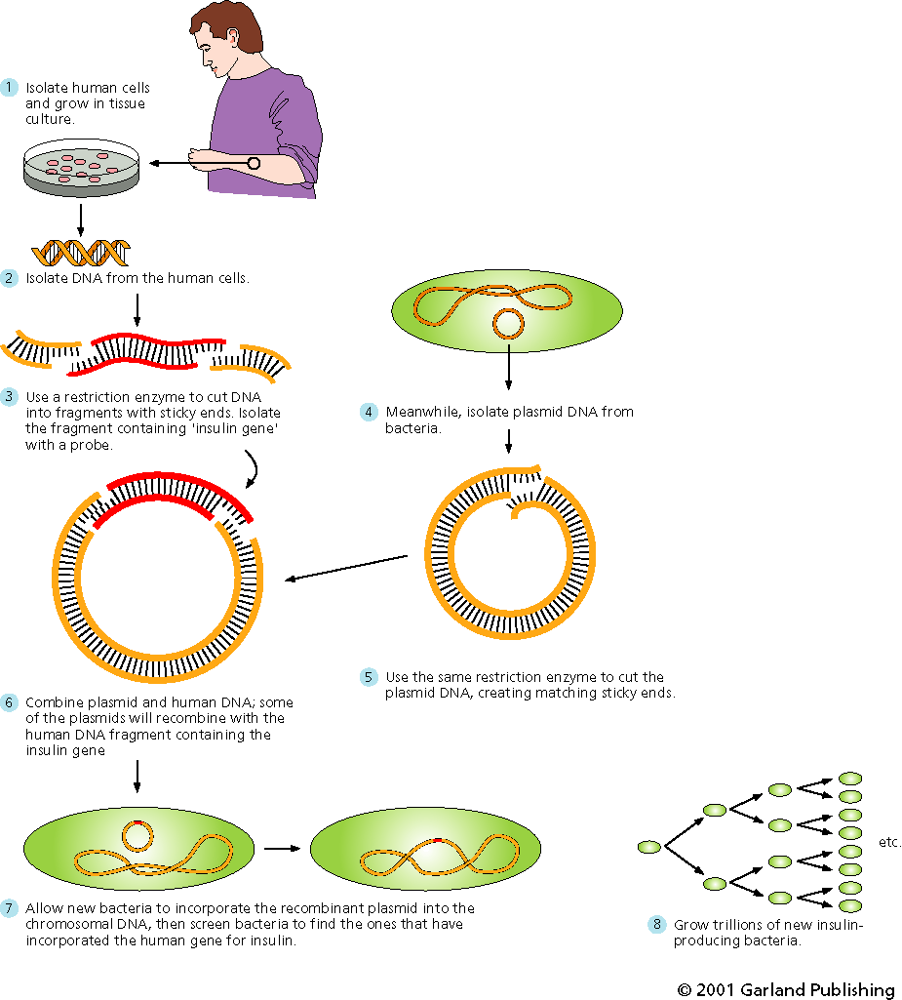 1 Isolate human cells
and grow in tissue
culture.
2 Isolate DNA from the human cells.
3 Use a restriction enzyme to cut DNA
into fragments with sticky ends. Isolate
the fragment containing 'insulin gene'
with a probe.
4 Meanwhile, isolate plasmid DNA from
bacteria.
5 Use the same restriction enzyme to cut the
plasmid DNA, creating matching sticky ends.
6 Combine plasmid and human DNA; some
of the plasmids will recombine with the
human DNA fragment containing the
insulin gene
7 Allow new bacteria to incorporate the recombinant plasmid into the
chromosomal DNA, then screen bacteria to find the ones that have
incorporated the human gene for insulin.
etc.
8 Grow trillions of new insulin-
producing bacteria.
© 2001 Garland Publishing